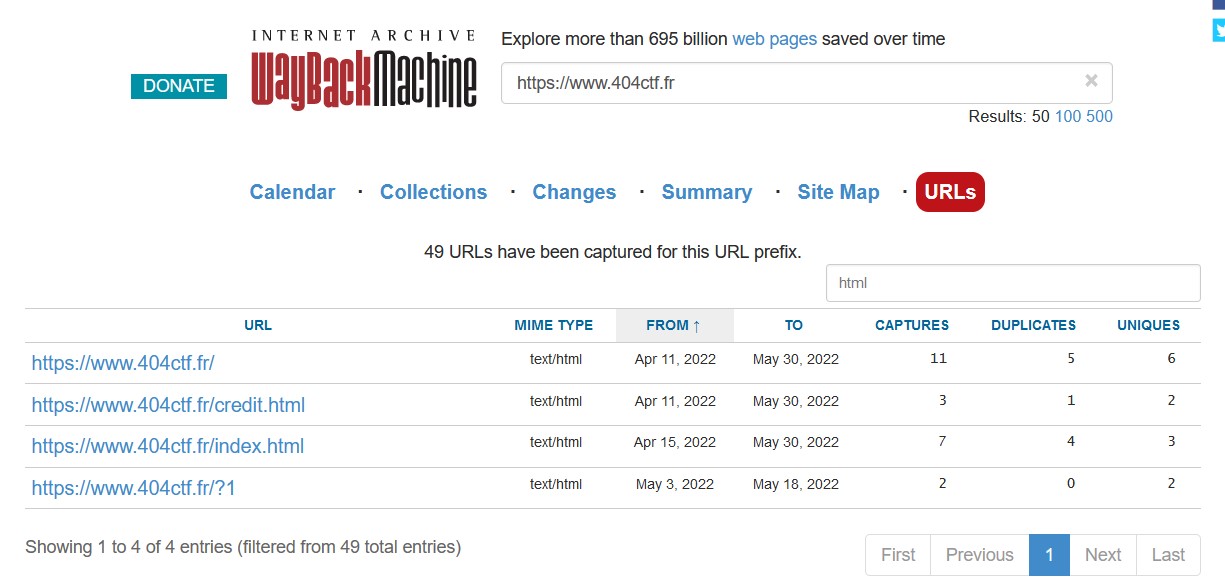 INTERNET ARCHIVE
WayBackMachine
DONATE
Explore more than 695 billion web pages saved over time
https://www.404ctf.fr ×
Results: 50 100 500
Calendar · Collections · Changes · Summary · Site Map · URLs
49 URLs have been captured for this URL prefix.
html
URL MIME TYPE FROM ↑ TO CAPTURES DUPLICATES UNIQUES
https://www.404ctf.fr/ text/html Apr 11, 2022 May 30, 2022 11 5 6
https://www.404ctf.fr/credit.html text/html Apr 11, 2022 May 30, 2022 3 1 2
https://www.404ctf.fr/index.html text/html Apr 15, 2022 May 30, 2022 7 4 3
https://www.404ctf.fr/?1 text/html May 3, 2022 May 18, 2022 2 0 2
Showing 1 to 4 of 4 entries (filtered from 49 total entries)
First Previous 1 Next Last